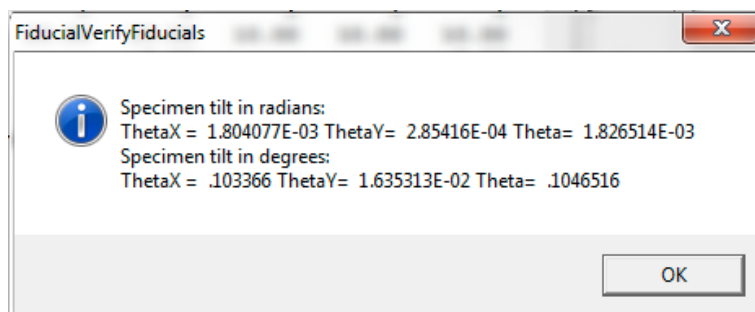 FiducialVerifyFiducials
Specimen tilt in radians:
ThetaX = 1.804077E-03 ThetaY= 2.85416E-04 Theta= 1.826514E-03
Specimen tilt in degrees:
ThetaX = .103366 ThetaY= 1.635313E-02 Theta= .1046516
OK